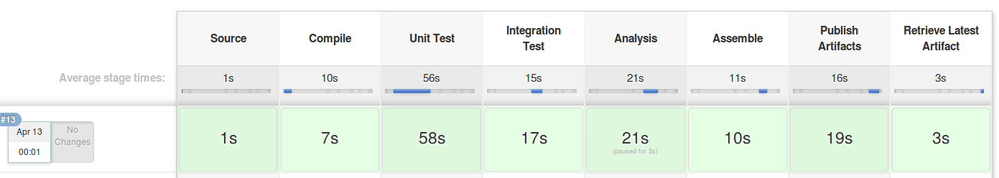 Source Compile Unit Test Integration Test Analysis Assemble Publish Artifacts Retrieve Latest Artifact
Average stage times: 1s 10s 56s 15s 21s 11s 16s 3s
#13
Apr 13
00:01
No
Changes
1s 7s 58s 17s 21s 10s 19s 3s
(paused for 3s)